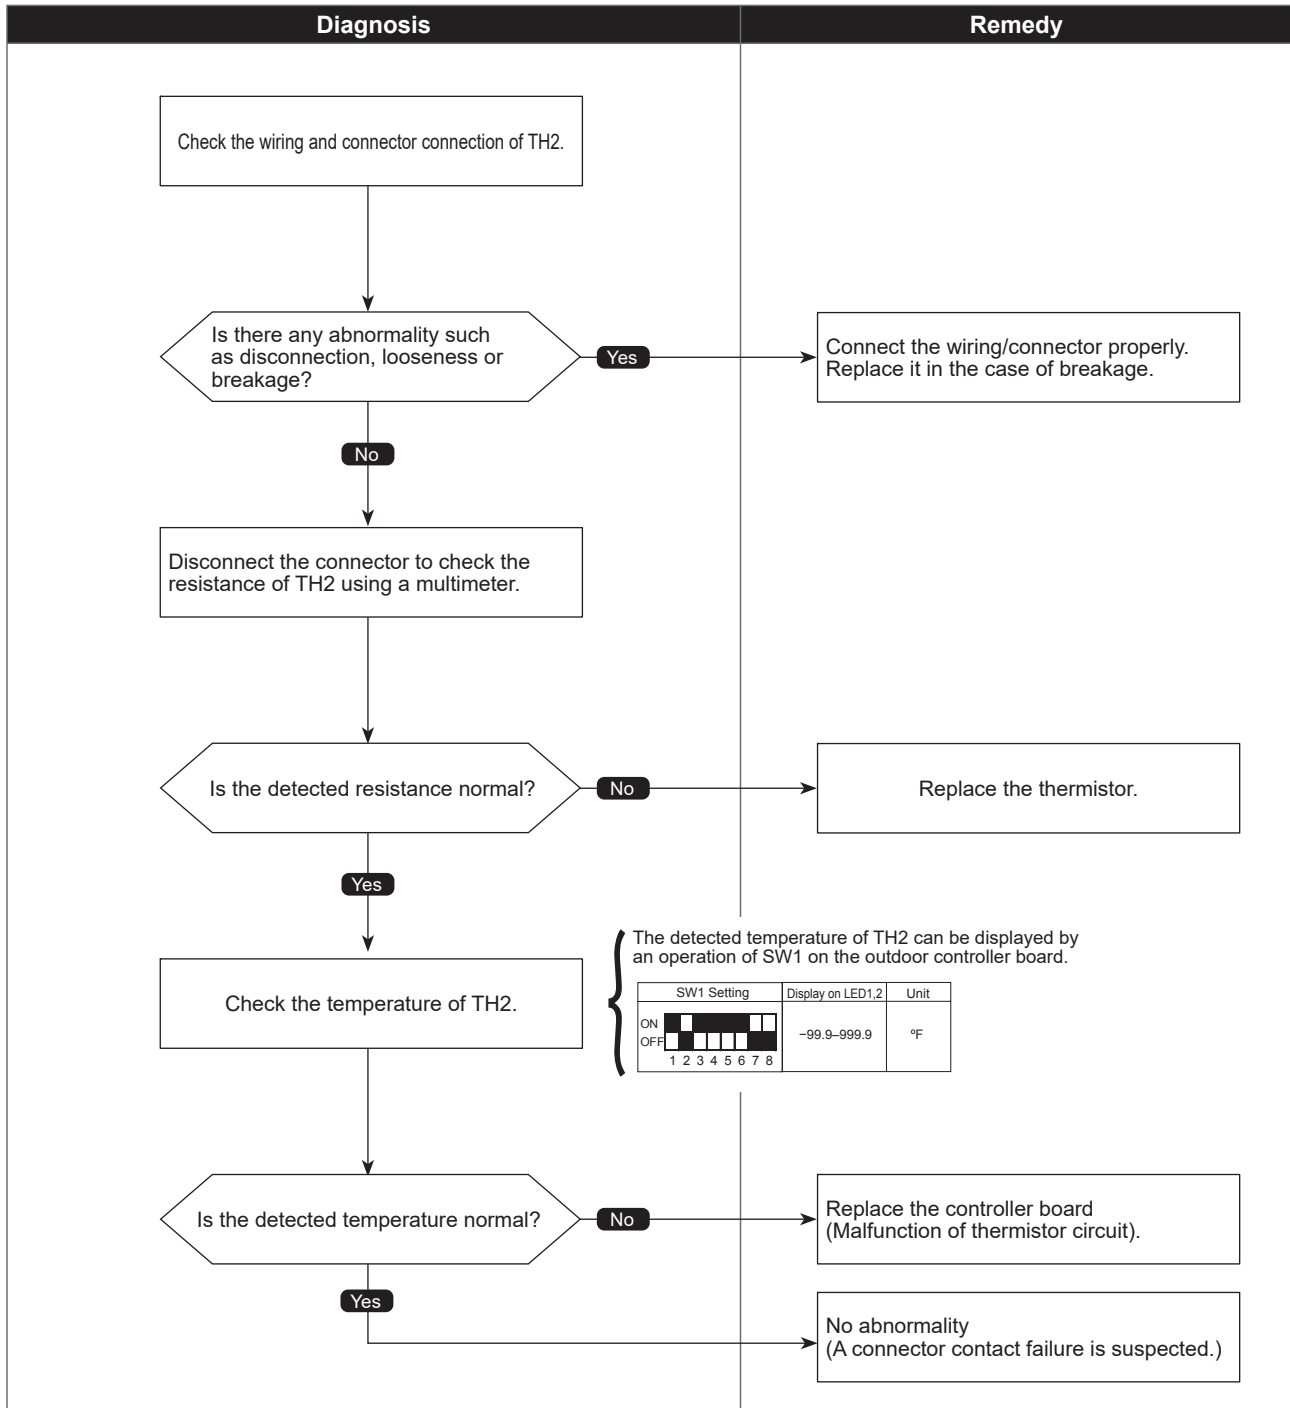 Diagnosis
Remedy
Check the wiring and connector connection of TH2.
Is there any abnormality such
as disconnection, looseness or
breakage?
Yes
Connect the wiring/connector properly.
Replace it in the case of breakage.
No
Disconnect the connector to check the
resistance of TH2 using a multimeter.
Is the detected resistance normal?
No
Replace the thermistor.
Yes
The detected temperature of TH2 can be displayed by
an operation of SW1 on the outdoor controller board.
Check the temperature of TH2.
SW1 Setting
Display on LED1,2
Unit
ON
OFF
1 2 3 4 5 6 7 8
−99.9–999.9
ºF
Is the detected temperature normal?
No
Replace the controller board
(Malfunction of thermistor circuit).
Yes
No abnormality
(A connector contact failure is suspected.)